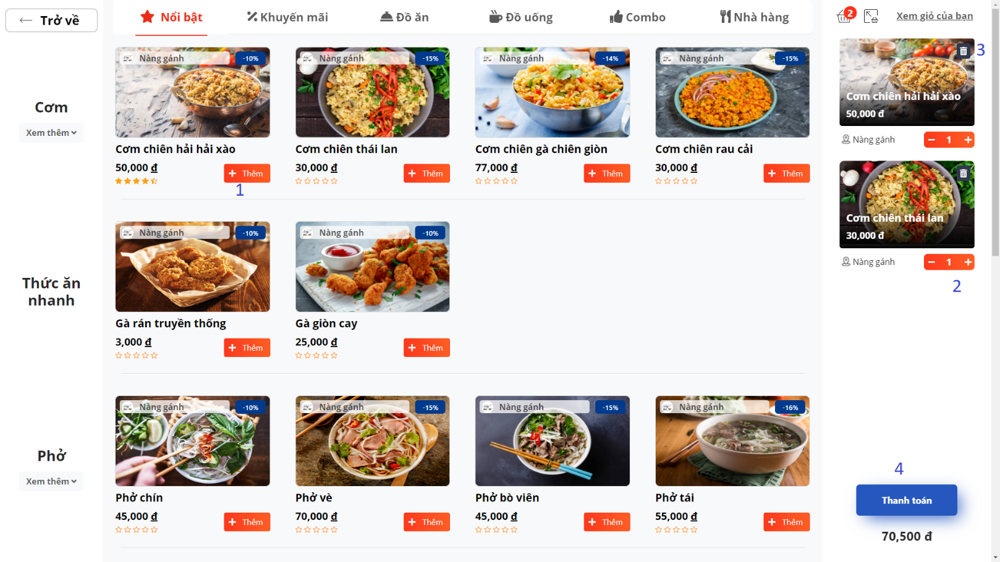 Trở về
Nổi bật
Khuyến mãi
Đồ ăn
Đồ uống
Combo
Nhà hàng
2
Xem giỏ của bạn
Cơm
Xem thêm
Nàng gánh
-10%
Cơm chiên hải hải xào
50,000 đ
Thêm
1
Nàng gánh
-15%
Cơm chiên thái lan
30,000 đ
Thêm
Nàng gánh
-14%
Cơm chiên gà chiên giòn
77,000 đ
Thêm
Nàng gánh
-15%
Cơm chiên rau cải
30,000 đ
Thêm
Thức ăn
nhanh
Nàng gánh
-10%
Gà rán truyền thống
3,000 đ
Thêm
Nàng gánh
-10%
Gà giòn cay
25,000 đ
Thêm
Phở
Xem thêm
Nàng gánh
-10%
Phở chín
45,000 đ
Thêm
Nàng gánh
-15%
Phở vè
70,000 đ
Thêm
Nàng gánh
-15%
Phở bò viên
45,000 đ
Thêm
Nàng gánh
-16%
Phở tái
55,000 đ
Thêm
3
Cơm chiên hải hải xào
50,000 đ
Nàng gánh
− 1 +
Cơm chiên thái lan
30,000 đ
Nàng gánh
− 1 +
2
4
Thanh toán
70,500 đ